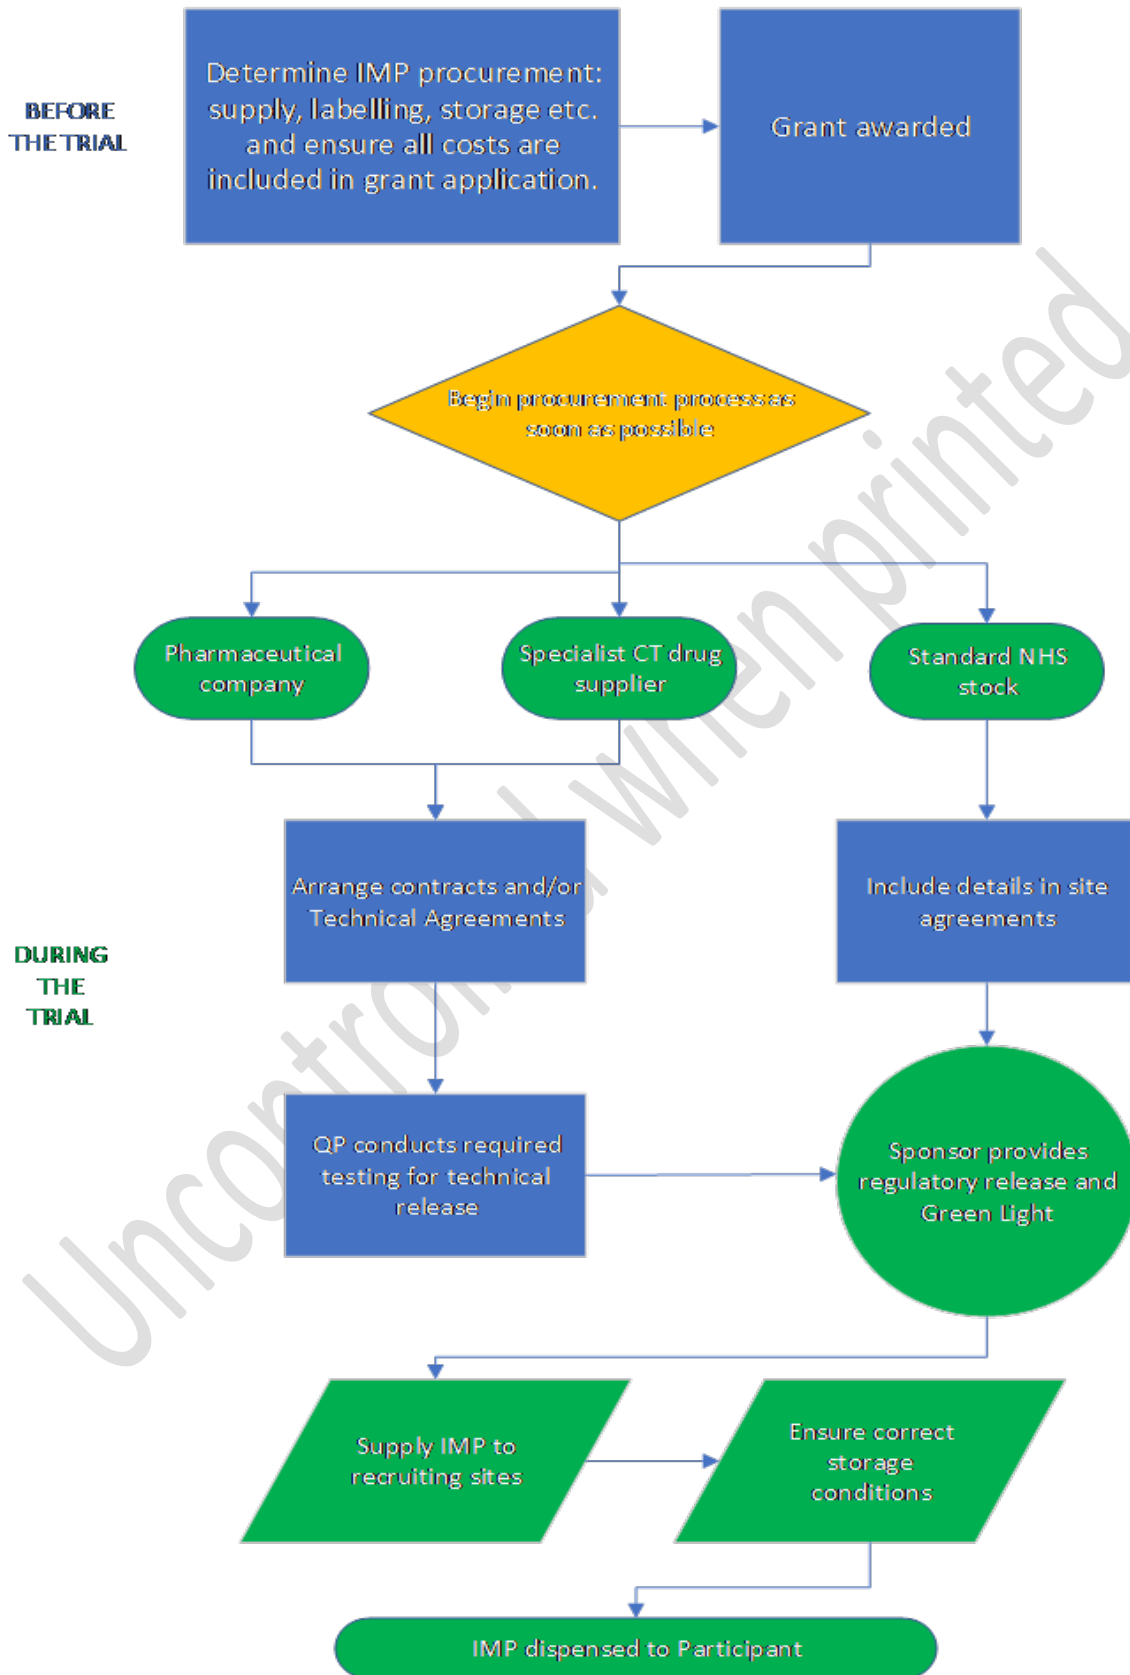 BEFORE
THE TRIAL
Determine IMP procurement:
supply, labelling, storage etc.
and ensure all costs are
included in grant application.
Grant awarded
Begin procurement process as
soon as possible
Pharmaceutical
company
Specialist CT drug
supplier
Standard NHS
stock
Arrange contracts and/or
Technical Agreements
Include details in site
agreements
DURING
THE
TRIAL
QP conducts required
testing for technical
release
Sponsor provides
regulatory release and
Green Light
Supply IMP to
recruiting sites
Ensure correct
storage
conditions
IMP dispensed to Participant
Uncontrolled when printed